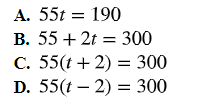 A. 55t = 190
B. 55 + 2t = 300
C. 55(t + 2) = 300
D. 55(t − 2) = 300